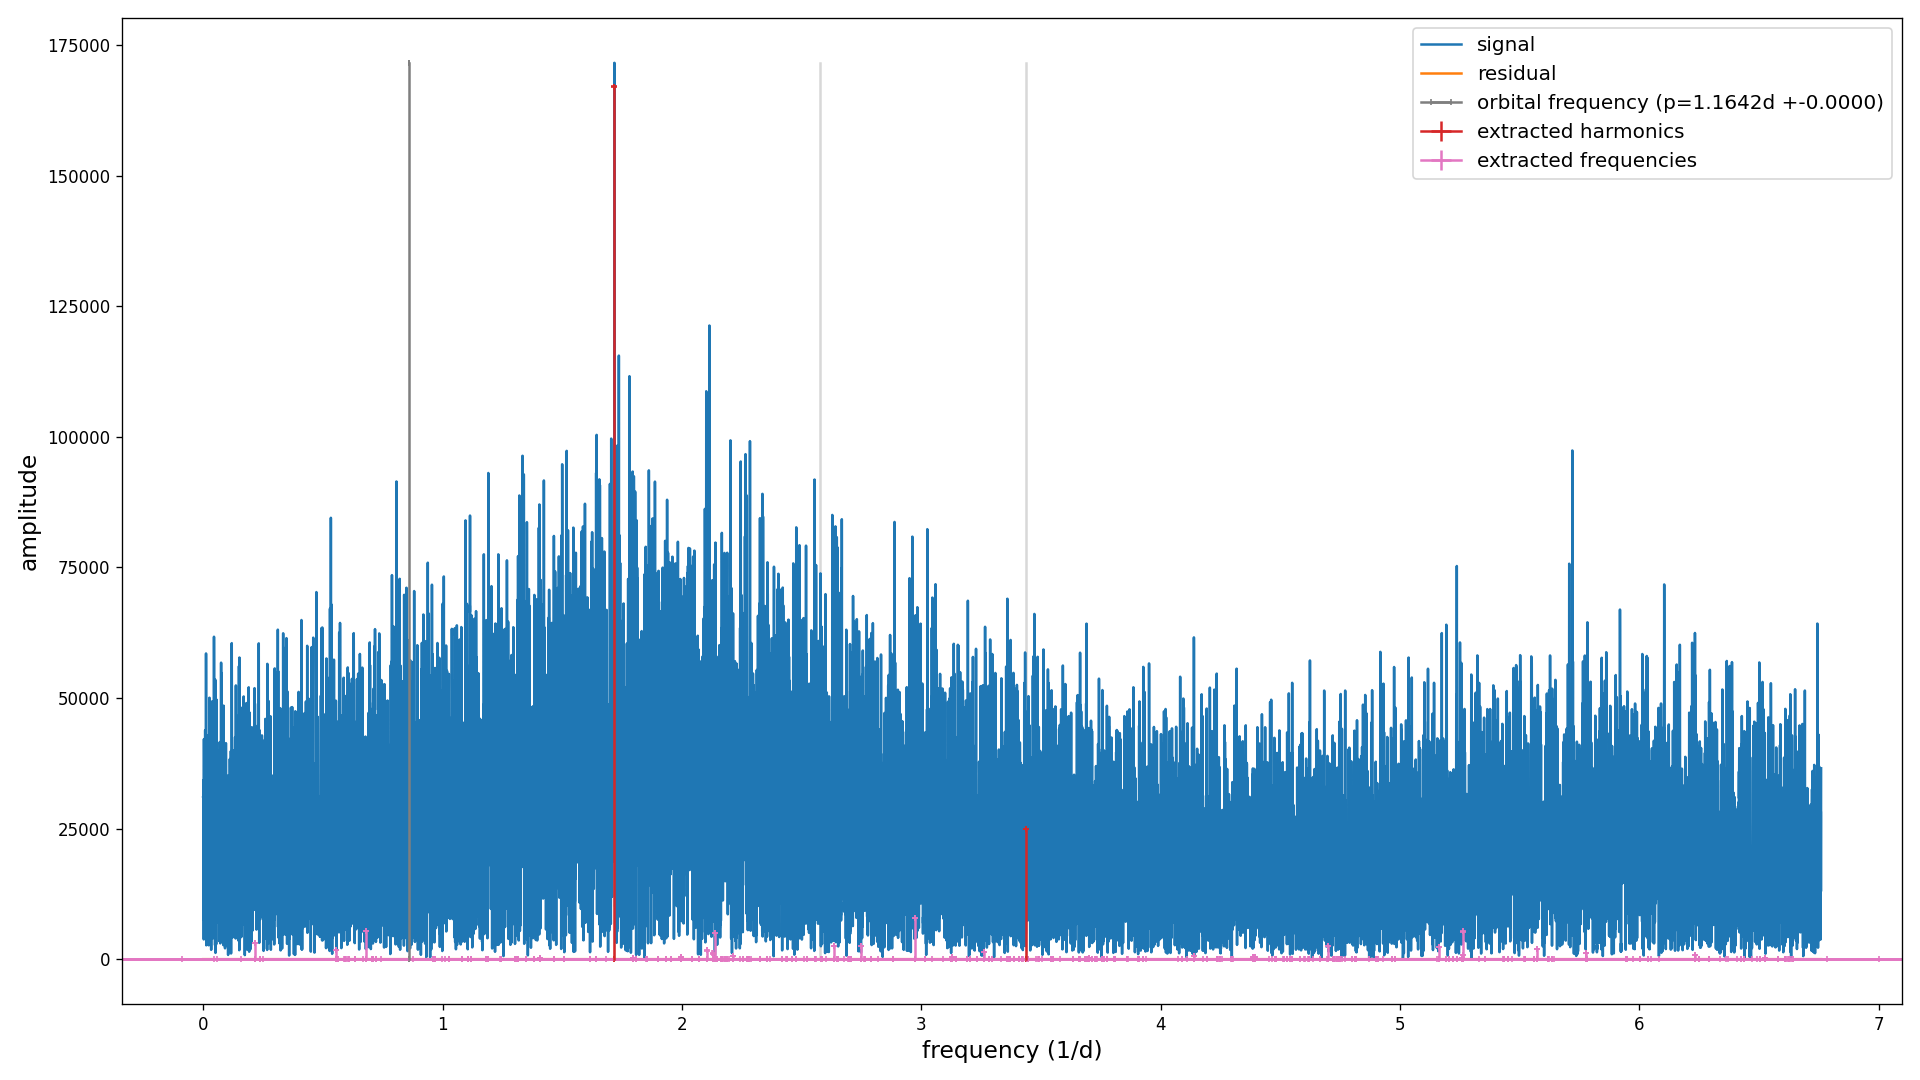 175000
150000
125000
100000
75000
50000
25000
0
amplitude
0 1 2 3 4 5 6 7
frequency (1/d)
signal
residual
orbital frequency (p=1.1642d +-0.0000)
extracted harmonics
extracted frequencies